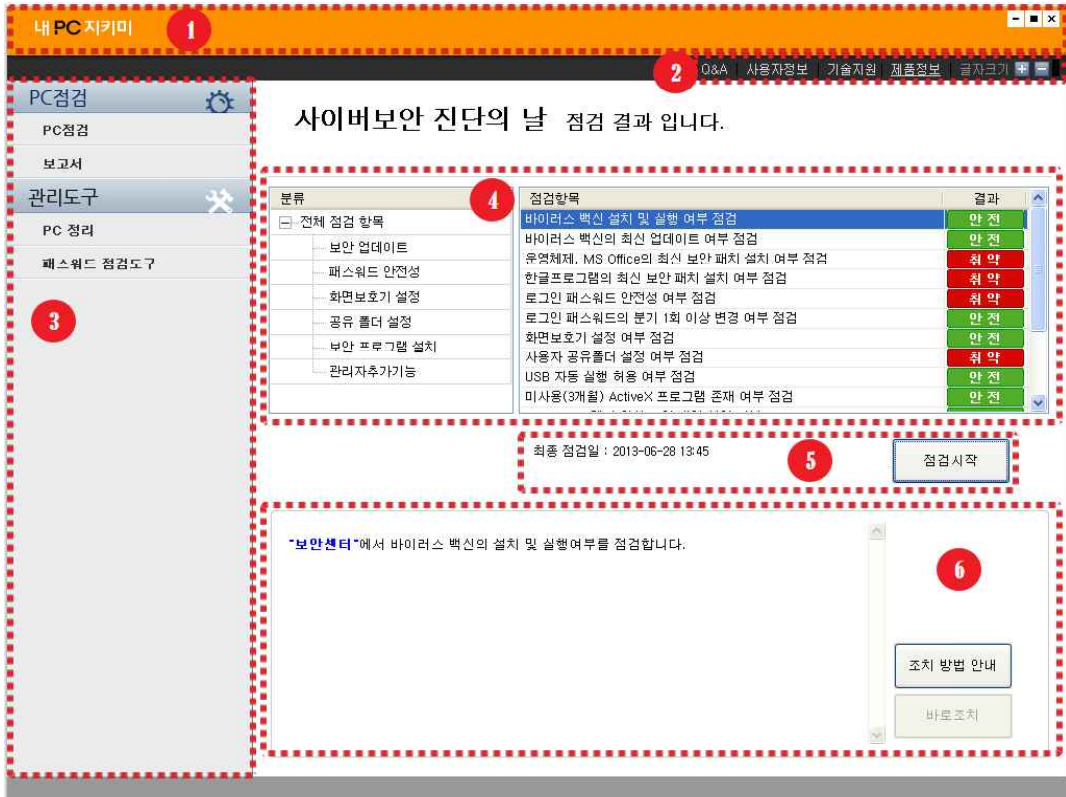 내 PC 지키미
1
2
Q&A 사용자정보 기술지원 제품정보 글자크기
PC점검
PC점검
보고서
관리도구
PC 정리
패스워드 점검도구
3
사이버보안 진단의 날 점검 결과 입니다.
4
분류
전체 점검 항목
보안 업데이트
패스워드 안전성
화면보호기 설정
공유 폴더 설정
보안 프로그램 설치
관리자추가기능
점검항목 결과
바이러스 백신 설치 및 실행 여부 점검 안 전
바이러스 백신의 최신 업데이트 여부 점검 안 전
운영체제, MS Office의 최신 보안 패치 설치 여부 점검 취 약
한글프로그램의 최신 보안 패치 설치 여부 점검 취 약
로그인 패스워드 안전성 여부 점검 취 약
로그인 패스워드의 분기 1회 이상 변경 여부 점검 안 전
화면보호기 설정 여부 점검 안 전
사용자 공유폴더 설정 여부 점검 취 약
USB 자동 실행 허용 여부 점검 안 전
미사용(3개월) ActiveX 프로그램 존재 여부 점검 안 전
최종 점검일 : 2013-06-28 13:45
5
점검시작
"보안센터"에서 바이러스 백신의 설치 및 실행여부를 점검합니다.
6
조치 방법 안내
바로조치